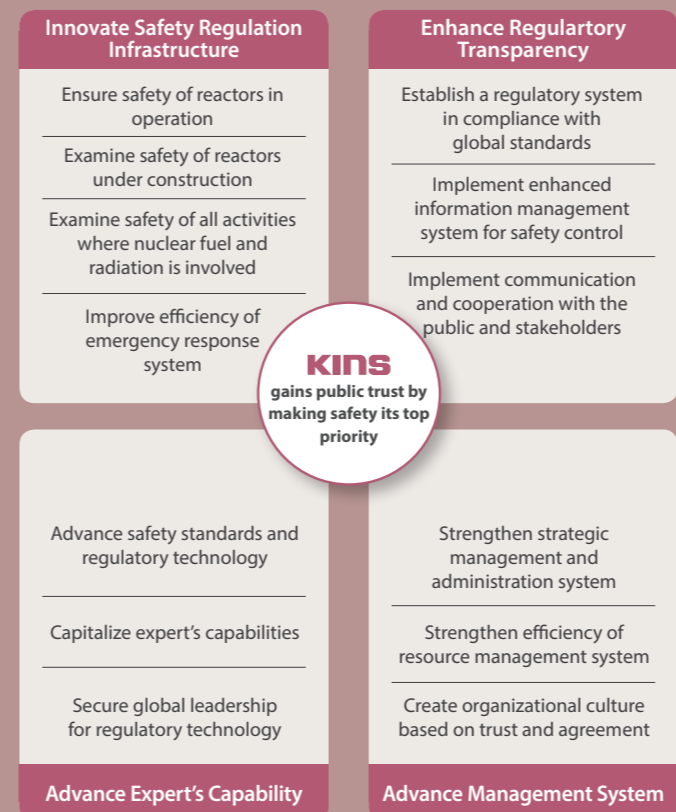 Innovate Safety Regulation
Infrastructure
Ensure safety of reactors in
operation
Examine safety of reactors
under construction
Examine safety of all activities
where nuclear fuel and
radiation is involved
Improve efficiency of
emergency response
system
Enhance Regulartory
Transparency
Establish a regulatory system
in compliance with
global standards
Implement enhanced
information management
system for safety control
Implement communication
and cooperation with the
public and stakeholders
KINS
gains public trust by
making safety its top
priority
Advance safety standards and
regulatory technology
Capitalize expert’s capabilities
Secure global leadership
for regulatory technology
Advance Expert’s Capability
Strengthen strategic
management and
administration system
Strengthen efficiency of
resource management system
Create organizational culture
based on trust and agreement
Advance Management System